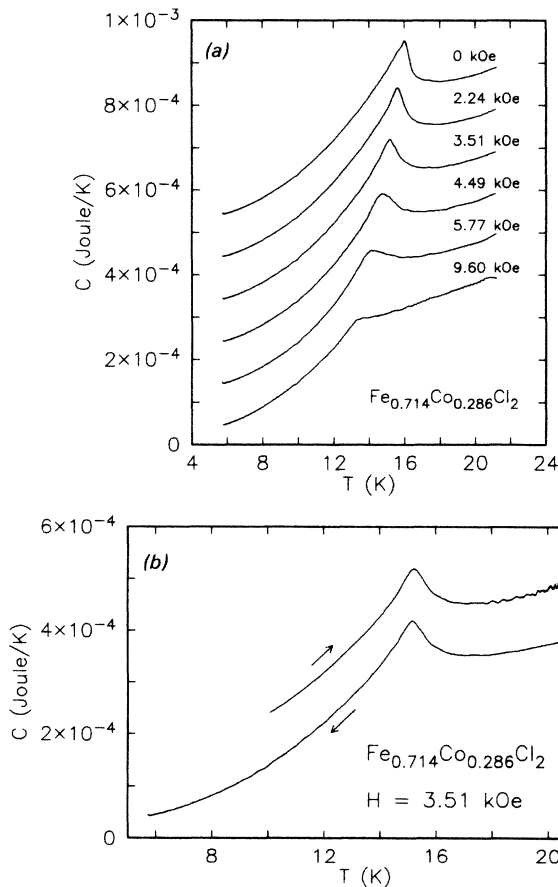 (a)
1×10⁻³
8×10⁻⁴
6×10⁻⁴
4×10⁻⁴
2×10⁻⁴
0
C (Joule/K)
0 kOe
2.24 kOe
3.51 kOe
4.49 kOe
5.77 kOe
9.60 kOe
Fe₀.₇₁₄Co₀.₂₈₆Cl₂
4 8 12 16 20 24
T (K)
(b)
6×10⁻⁴
4×10⁻⁴
2×10⁻⁴
0
C (Joule/K)
Fe₀.₇₁₄Co₀.₂₈₆Cl₂
H = 3.51 kOe
8 12 16 20
T (K)